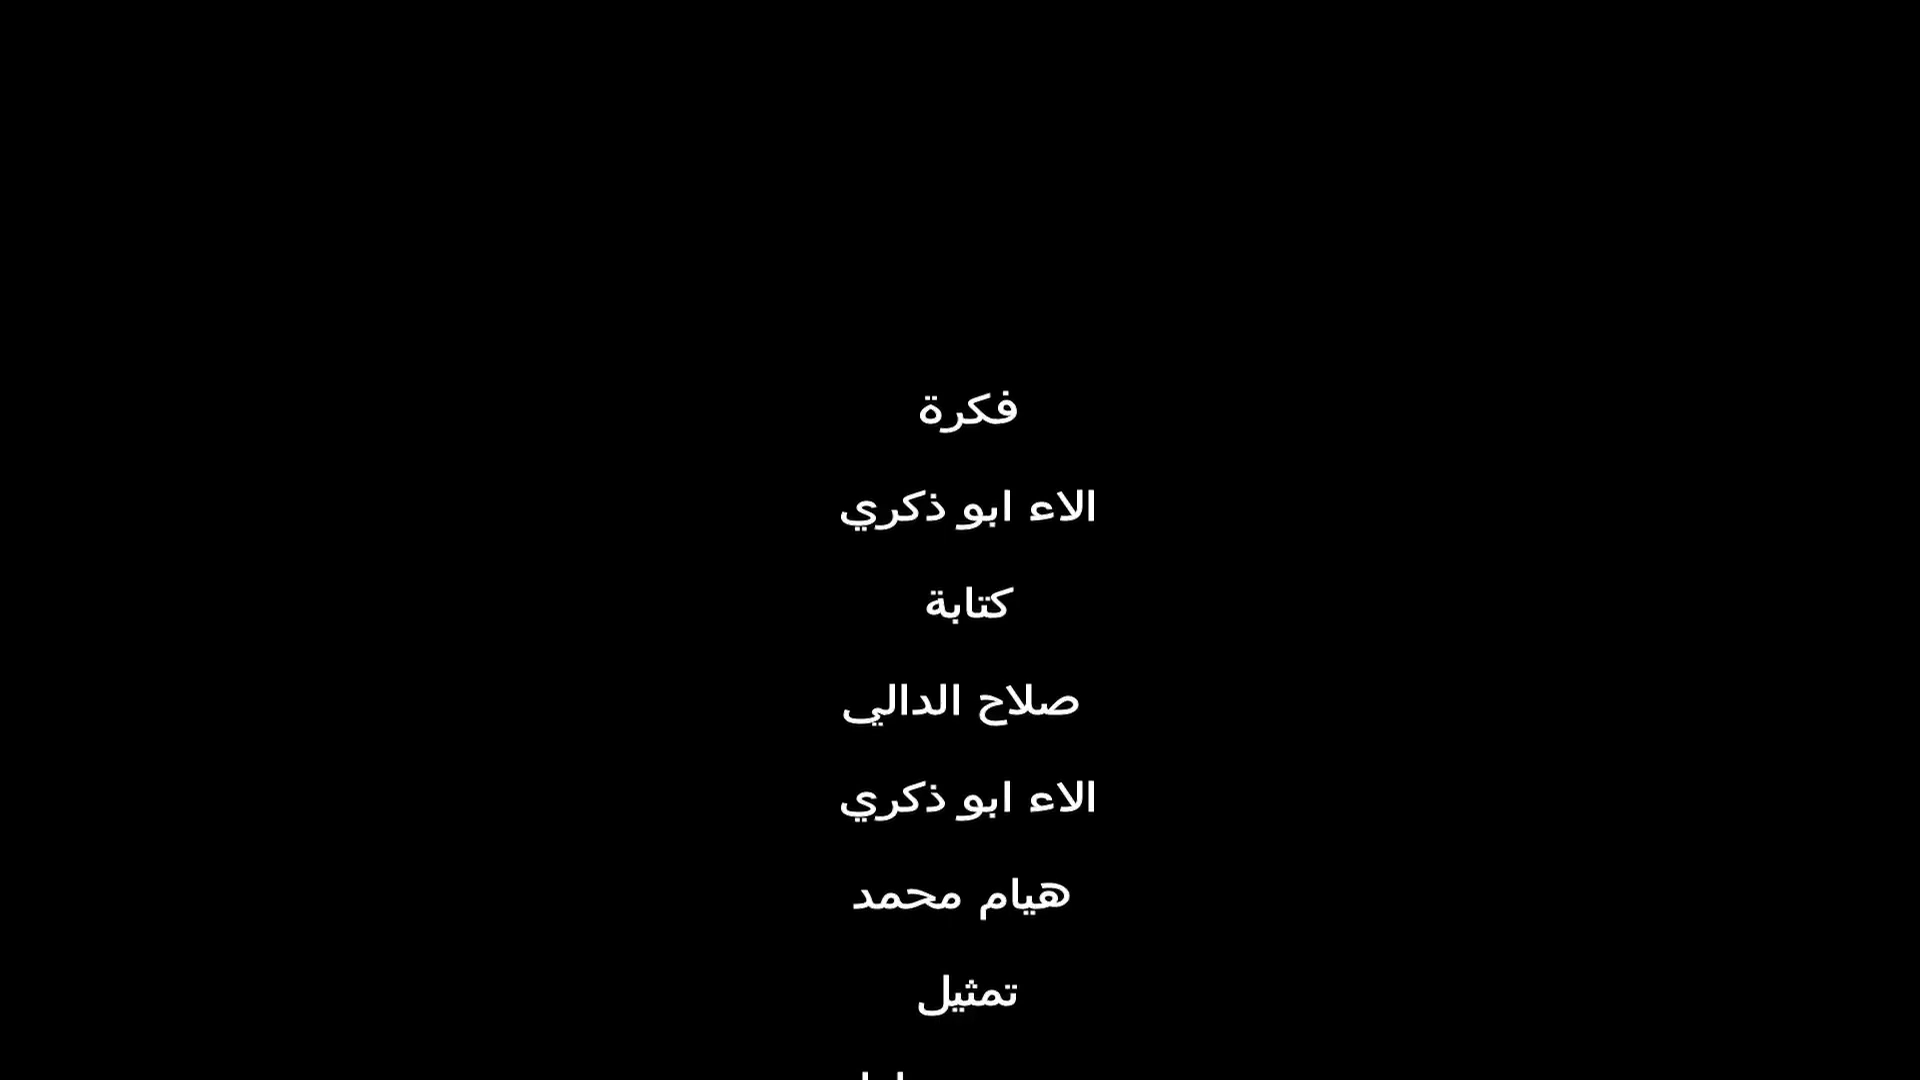 فكرة
الاء ابو ذكري
كتابة
صلاح الدالي
الاء ابو ذكري
هيام محمد
تمثيل